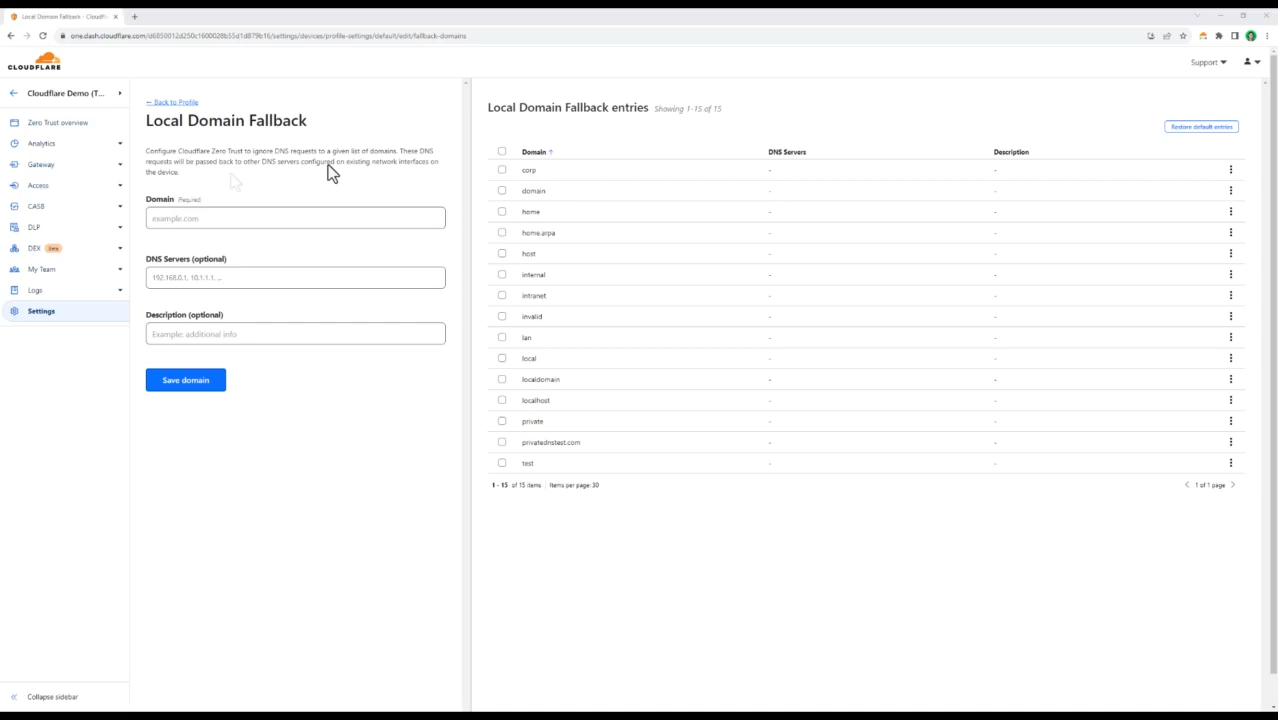 Local Domain Fallback - Cloudfl
one.dash.cloudflare.com/d6850012d250c1600028b55d1d879b16/settings/devices/profile-settings/default/edit/fallback-domains
CLOUDFLARE
Support
Cloudflare Demo (T...
Zero Trust overview
Analytics
Gateway
Access
CASB
DLP
DEX Beta
My Team
Logs
Settings
Collapse sidebar
← Back to Profile
Local Domain Fallback
Configure Cloudflare Zero Trust to ignore DNS requests to a given list of domains. These DNS
requests will be passed back to other DNS servers configured on existing network interfaces on
the device.
Domain Required
example.com
DNS Servers (optional)
192.168.0.1, 10.1.1.1, ...
Description (optional)
Example: additional info
Save domain
Local Domain Fallback entries Showing 1-15 of 15
Restore default entries
Domain ↑ DNS Servers Description
corp - -
domain - -
home - -
home.arpa - -
host - -
internal - -
intranet - -
invalid - -
lan - -
local - -
localdomain - -
localhost - -
private - -
privatednstest.com - -
test - -
1 - 15 of 15 items Items per page: 30 1 of 1 page